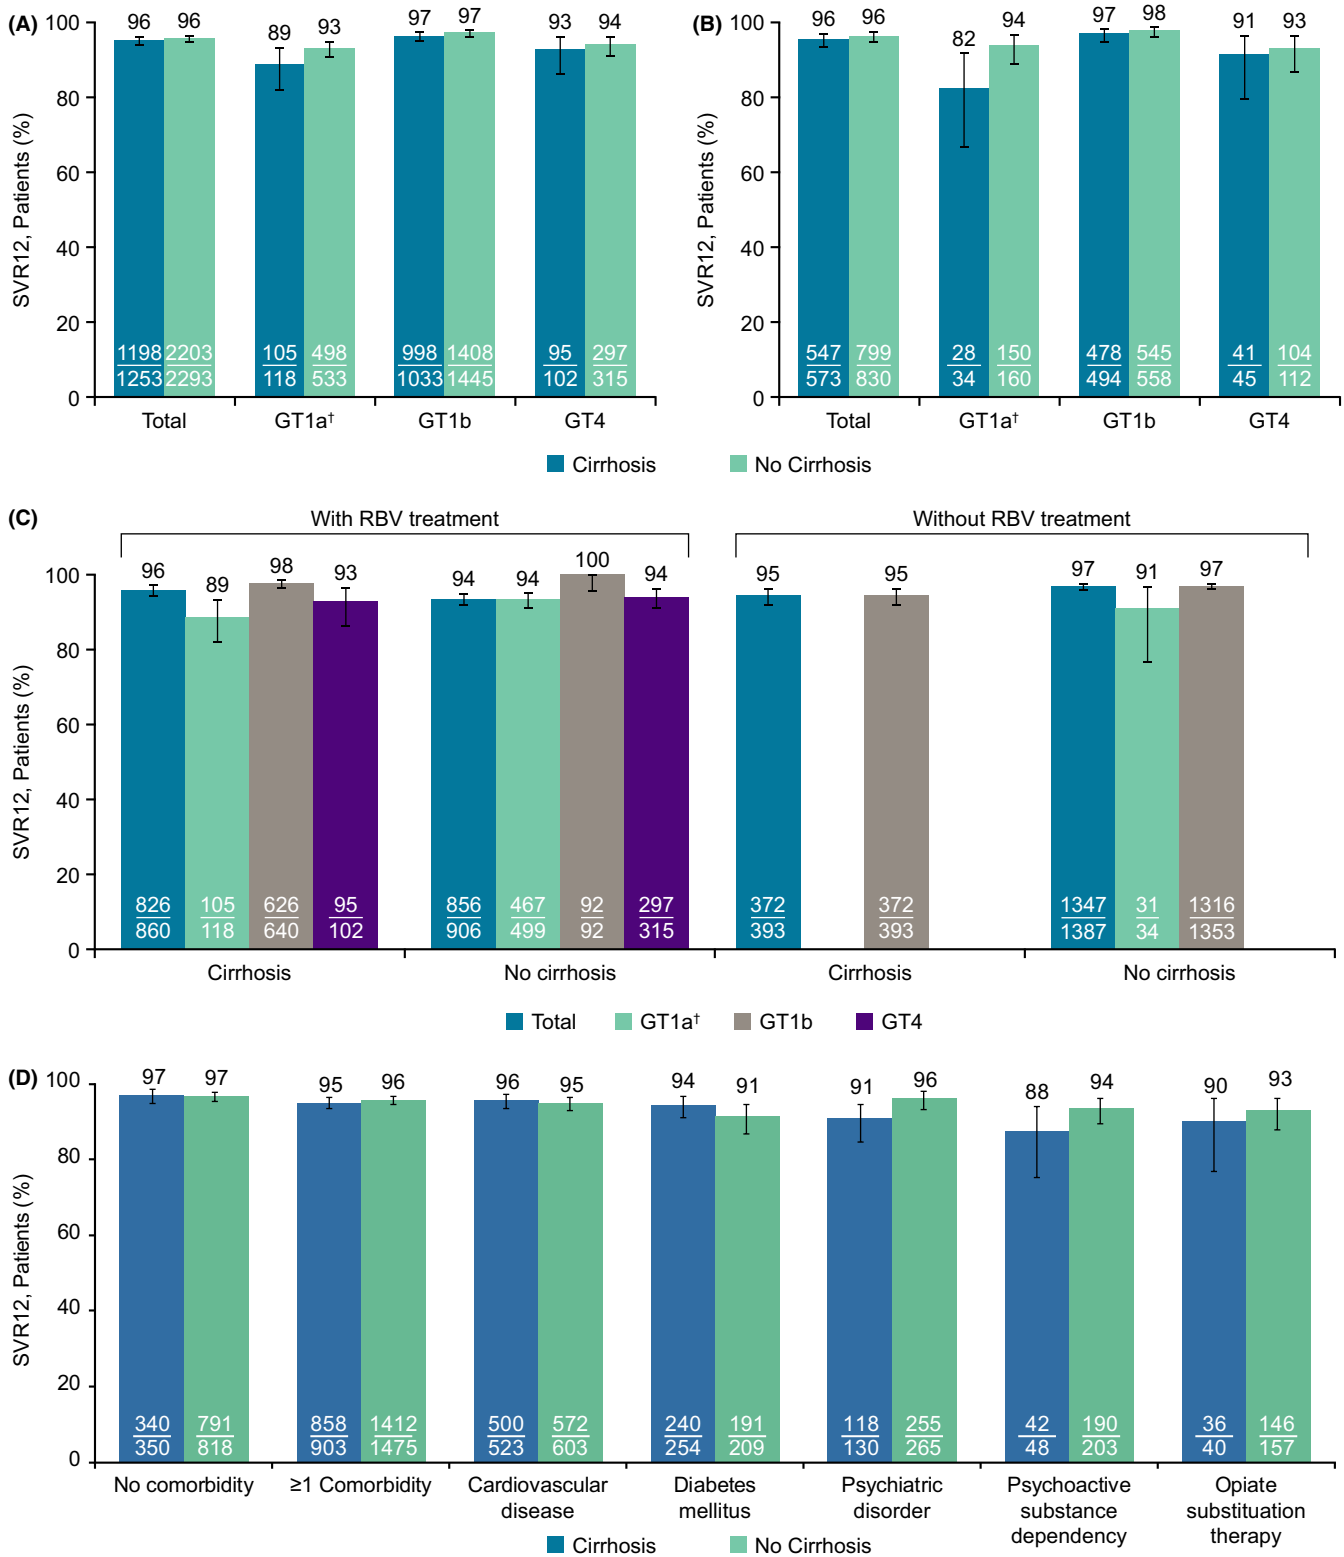 (A)
SVR12, Patients (%)
100
80
60
40
20
0
96 96 89 93 97 97 93 94
1198 2203 105 498 998 1408 95 297
1253 2293 118 533 1033 1445 102 315
Total GT1a† GT1b GT4
(B)
SVR12, Patients (%)
100
80
60
40
20
0
96 96 82 94 97 98 91 93
547 799 28 150 478 545 41 104
573 830 34 160 494 558 45 112
Total GT1a† GT1b GT4
Cirrhosis No Cirrhosis
(C)
With RBV treatment Without RBV treatment
SVR12, Patients (%)
100
80
60
40
20
0
96 89 98 93 94 94 100 94 95 95 97 91 97
826 105 626 95 856 467 92 297 372 372 1347 31 1316
860 118 640 102 906 499 92 315 393 393 1387 34 1353
Cirrhosis No cirrhosis Cirrhosis No cirrhosis
Total GT1a† GT1b GT4
(D)
SVR12, Patients (%)
100
80
60
40
20
0
97 97 95 96 96 95 94 91 91 96 88 94 90 93
340 791 858 1412 500 572 240 191 118 255 42 190 36 146
350 818 903 1475 523 603 254 209 130 265 48 203 40 157
No comorbidity ≥1 Comorbidity Cardiovascular Diabetes Psychiatric Psychoactive Opiate
disease mellitus disorder substance substituation
dependency therapy
Cirrhosis No Cirrhosis